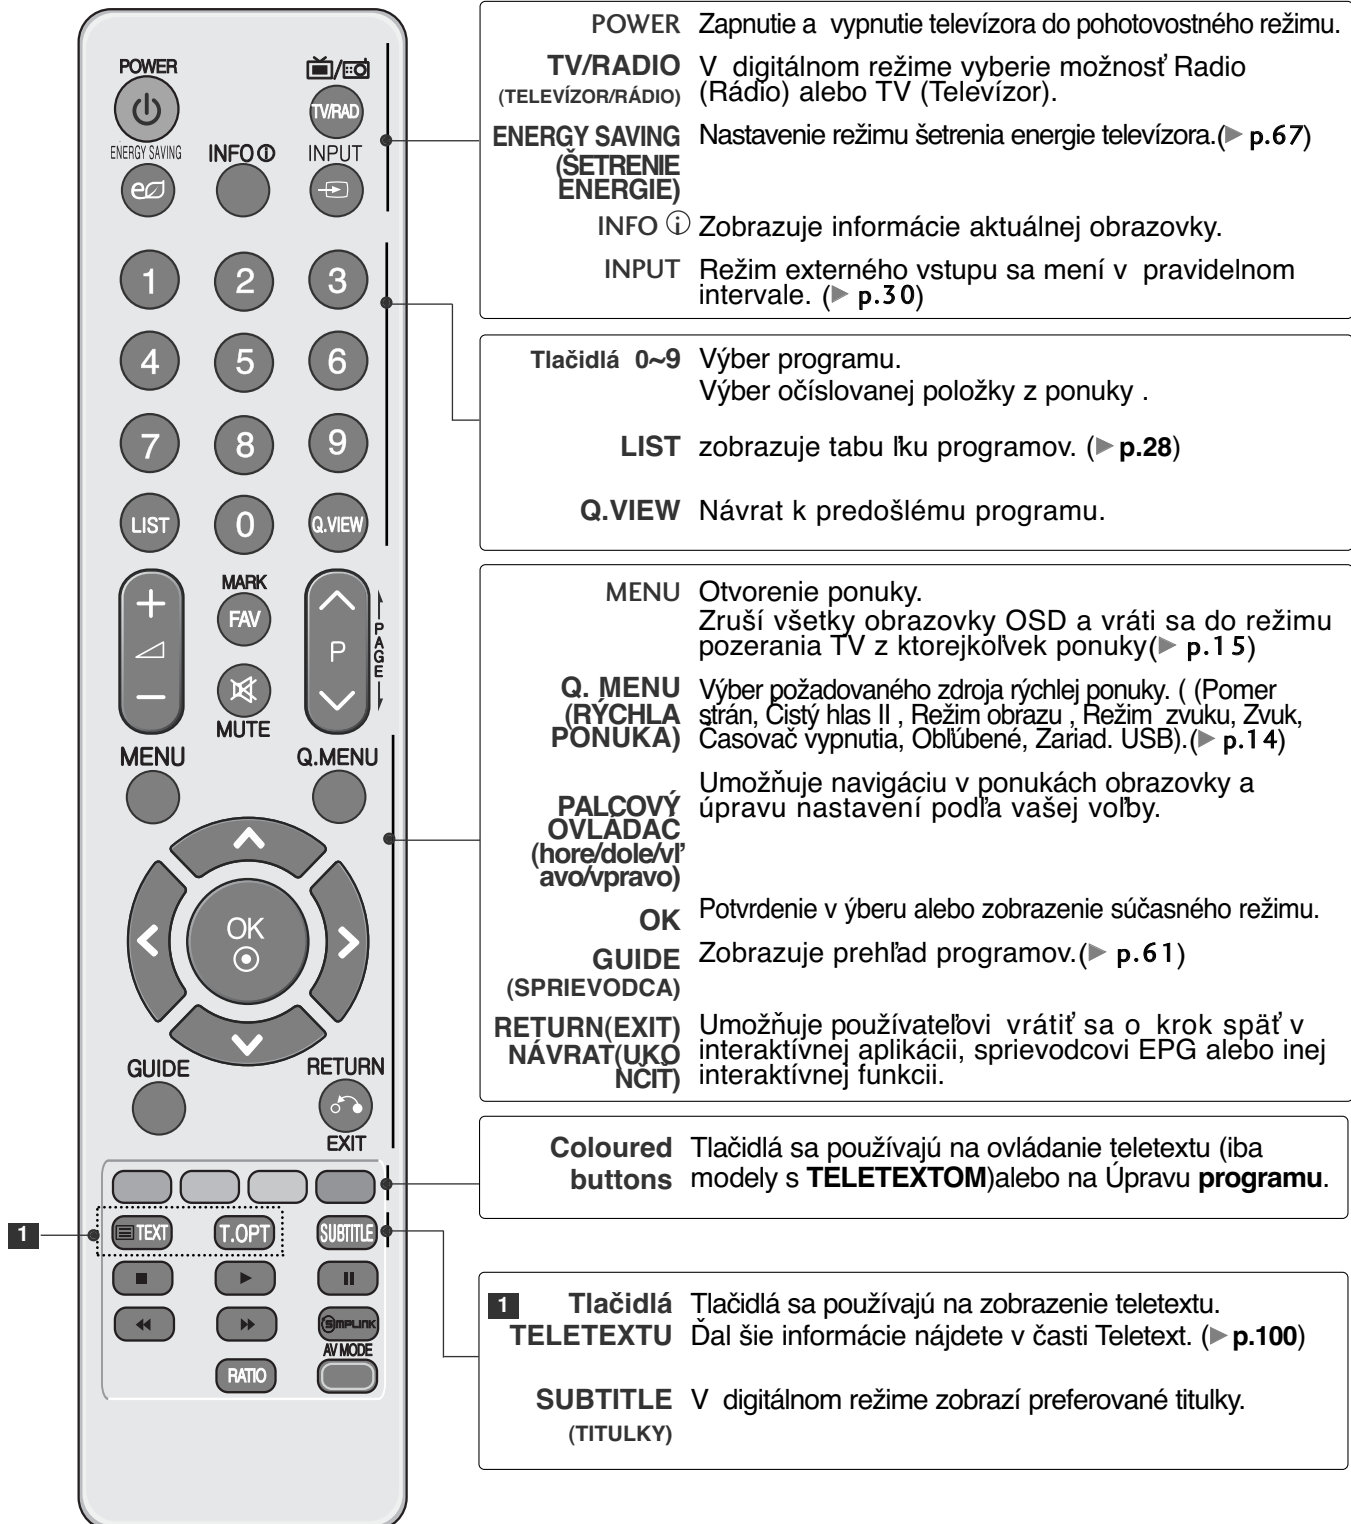 POWER
TV/RAD
ENERGY SAVING
INFO ⓘ
INPUT
1 2 3
4 5 6
7 8 9
LIST 0 Q.VIEW
MARK
FAV
P
PAGE
MUTE
MENU
Q.MENU
OK
GUIDE
RETURN
EXIT
1
TEXT
T.OPT
SUBTITLE
SIMPLINK
AV MODE
RATIO
POWER Zapnutie a vypnutie televízora do pohotovostného režimu.
TV/RADIO V digitálnom režime vyberie možnosť Radio
(TELEVÍZOR/RÁDIO) (Rádio) alebo TV (Televízor).
ENERGY SAVING Nastavenie režimu šetrenia energie televízora.(► p.67)
(ŠETRENIE
ENERGIE)
INFO ⓘ Zobrazuje informácie aktuálnej obrazovky.
INPUT Režim externého vstupu sa mení v pravidelnom
intervale. (► p.30)
Tlačidlá 0~9 Výber programu.
Výber očíslovanej položky z ponuky .
LIST zobrazuje tabu ľku programov. (► p.28)
Q.VIEW Návrat k predošlému programu.
MENU Otvorenie ponuky.
Zruší všetky obrazovky OSD a vráti sa do režimu
pozerania TV z ktorejkoľvek ponuky(► p.15)
Q. MENU Výber požadovaného zdroja rýchlej ponuky. ( (Pomer
(RÝCHLA strán, Čistý hlas II , Režim obrazu , Režim zvuku, Zvuk,
PONUKA) Časovač vypnutia, Obľúbené, Zariad. USB).(► p.14)
Umožňuje navigáciu v ponukách obrazovky a
PALCOVÝ úpravu nastavení podľa vašej voľby.
OVLÁDAČ
(hore/dole/vľ
avo/vpravo)
OK Potvrdenie v ýberu alebo zobrazenie súčasného režimu.
GUIDE Zobrazuje prehľad programov.(► p.61)
(SPRIEVODCA)
RETURN(EXIT) Umožňuje používateľovi vrátiť sa o krok späť v
NÁVRAT(UKO interaktívnej aplikácii, sprievodcovi EPG alebo inej
NČIŤ) interaktívnej funkcii.
Coloured Tlačidlá sa používajú na ovládanie teletextu (iba
buttons modely s TELETEXTOM)alebo na Úpravu programu.
1 Tlačidlá Tlačidlá sa používajú na zobrazenie teletextu.
TELETEXTU Ďal šie informácie nájdete v časti Teletext. (► p.100)
SUBTITLE V digitálnom režime zobrazí preferované titulky.
(TITULKY)